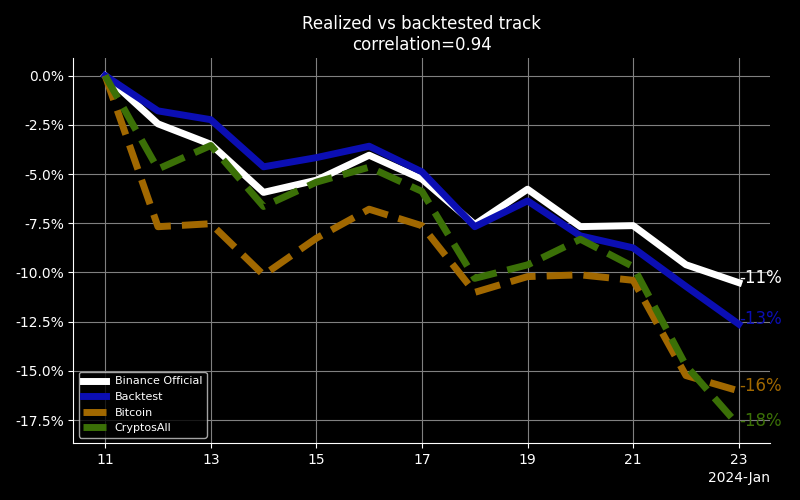 Realized vs backtested track
correlation=0.94
0.0%
-2.5%
-5.0%
-7.5%
-10.0%
-12.5%
-15.0%
-17.5%
-11%
-13%
-16%
-18%
Binance Official
Backtest
Bitcoin
CryptosAll
11 13 15 17 19 21 23
2024-Jan